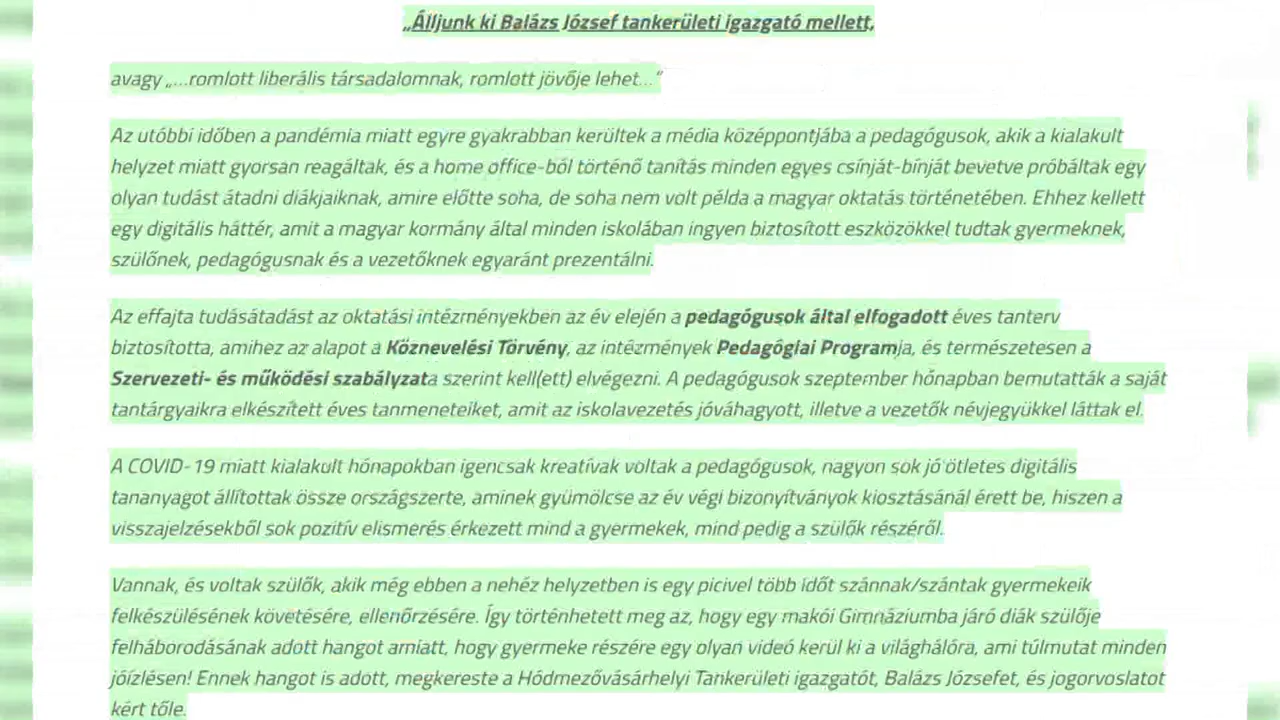 „Álljunk ki Balázs József tankerületi igazgató mellett,
avagy „...romlott liberális társadalomnak, romlott jövője lehet...”
Az utóbbi időben a pandémia miatt egyre gyakrabban kerültek a média középpontjába a pedagógusok, akik a kialakult
helyzet miatt gyorsan reagáltak, és a home office-ból történő tanítás minden egyes csínját-bínját bevetve próbáltak egy
olyan tudást átadni diákjaiknak, amire előtte soha, de soha nem volt példa a magyar oktatás történetében. Ehhez kellett
egy digitális háttér, amit a magyar kormány által minden iskolában ingyen biztosított eszközökkel tudtak gyermeknek,
szülőnek, pedagógusnak és a vezetőknek egyaránt prezentálni.
Az effajta tudásátadást az oktatási intézményekben az év elején a pedagógusok által elfogadott éves tanterv
biztosította, amihez az alapot a Köznevelési Törvény, az intézmények Pedagógiai Programja, és természetesen a
Szervezeti- és működési szabályzata szerint kell(ett) elvégezni. A pedagógusok szeptember hónapban bemutatták a saját
tantárgyaikra elkészített éves tanmeneteiket, amit az iskolavezetés jóváhagyott, illetve a vezetők névjegyükkel láttak el.
A COVID-19 miatt kialakult hónapokban igencsak kreatívak voltak a pedagógusok, nagyon sok jó ötletes digitális
tananyagot állítottak össze országszerte, aminek gyümölcse az év végi bizonyítványok kiosztásánál érett be, hiszen a
visszajelzésekből sok pozitív elismerés érkezett mind a gyermekek, mind pedig a szülők részéről.
Vannak, és voltak szülők, akik még ebben a nehéz helyzetben is egy picivel több időt szánnak/szántak gyermekeik
felkészülésének követésére, ellenőrzésére. Így történhetett meg az, hogy egy makói Gimnáziumba járó diák szülője
felháborodásának adott hangot amiatt, hogy gyermeke részére egy olyan videó kerül ki a világhálóra, ami túlmutat minden
jóízlésen! Ennek hangot is adott, megkereste a Hódmezővásárhelyi Tankerületi igazgatót, Balázs Józsefet, és jogorvoslatot
kért tőle.